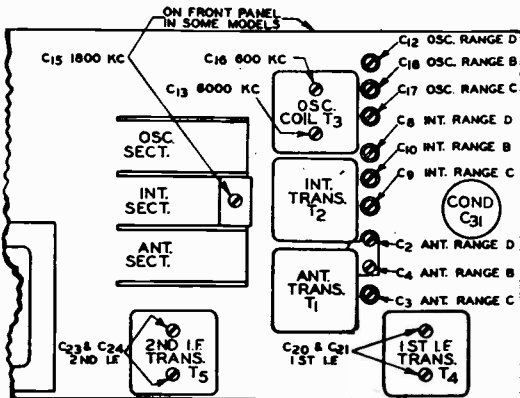 ON FRONT PANEL
IN SOME MODELS
C15 1800 KC
C16 600 KC
C13 6000 KC
OSC.
COIL T3
C12 OSC. RANGE D
C18 OSC. RANGE B
C17 OSC. RANGE C
C8 INT. RANGE D
C10 INT. RANGE B
C9 INT. RANGE C
OSC.
SECT.
INT.
SECT.
ANT.
SECT.
INT.
TRANS.
T2
COND
C31
C2 ANT. RANGE D
C4 ANT. RANGE B
C3 ANT. RANGE C
ANT.
TRANS.
T1
C23 & C24
2ND I.F
2ND I.F
TRANS.
T5
C20 & C21
1ST I.F
1ST I.F
TRANS.
T4